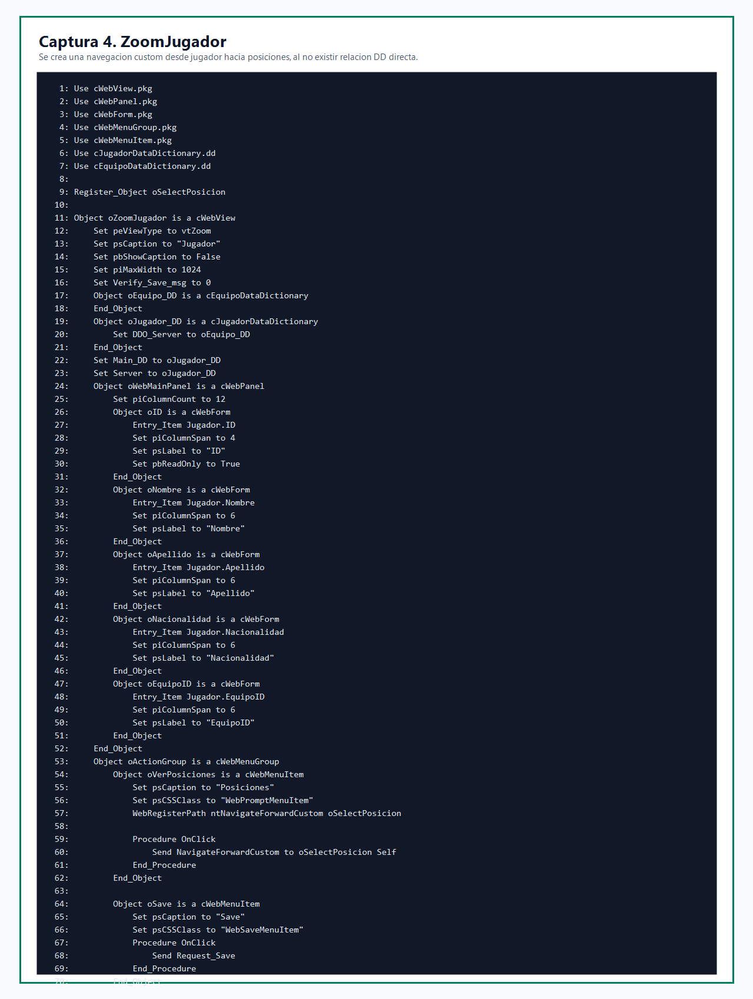 Captura 4. ZoomJugador
Se crea una navegacion custom desde jugador hacia posiciones, al no existir relacion DD directa.
1: Use cWebView.pkg
2: Use cWebPanel.pkg
3: Use cWebForm.pkg
4: Use cWebMenuGroup.pkg
5: Use cWebMenuItem.pkg
6: Use cJugadorDataDictionary.dd
7: Use cEquipoDataDictionary.dd
8:
9: Register_Object oSelectPosicion
10:
11: Object oZoomJugador is a cWebView
12:     Set peViewType to vtZoom
13:     Set psCaption to "Jugador"
14:     Set pbShowCaption to False
15:     Set piMaxWidth to 1024
16:     Set Verify_Save_msg to 0
17:     Object oEquipo_DD is a cEquipoDataDictionary
18:     End_Object
19:     Object oJugador_DD is a cJugadorDataDictionary
20:         Set DDO_Server to oEquipo_DD
21:     End_Object
22:     Set Main_DD to oJugador_DD
23:     Set Server to oJugador_DD
24:     Object oWebMainPanel is a cWebPanel
25:         Set piColumnCount to 12
26:         Object oID is a cWebForm
27:             Entry_Item Jugador.ID
28:             Set piColumnSpan to 4
29:             Set psLabel to "ID"
30:             Set pbReadOnly to True
31:         End_Object
32:         Object oNombre is a cWebForm
33:             Entry_Item Jugador.Nombre
34:             Set piColumnSpan to 6
35:             Set psLabel to "Nombre"
36:         End_Object
37:         Object oApellido is a cWebForm
38:             Entry_Item Jugador.Apellido
39:             Set piColumnSpan to 6
40:             Set psLabel to "Apellido"
41:         End_Object
42:         Object oNacionalidad is a cWebForm
43:             Entry_Item Jugador.Nacionalidad
44:             Set piColumnSpan to 6
45:             Set psLabel to "Nacionalidad"
46:         End_Object
47:         Object oEquipoID is a cWebForm
48:             Entry_Item Jugador.EquipoID
49:             Set piColumnSpan to 6
50:             Set psLabel to "EquipoID"
51:         End_Object
52:     End_Object
53:     Object oActionGroup is a cWebMenuGroup
54:         Object oVerPosiciones is a cWebMenuItem
55:             Set psCaption to "Posiciones"
56:             Set psCSSClass to "WebPromptMenuItem"
57:             WebRegisterPath ntNavigateForwardCustom oSelectPosicion
58:
59:             Procedure OnClick
60:                 Send NavigateForwardCustom to oSelectPosicion Self
61:             End_Procedure
62:         End_Object
63:
64:         Object oSave is a cWebMenuItem
65:             Set psCaption to "Save"
66:             Set psCSSClass to "WebSaveMenuItem"
67:             Procedure OnClick
68:                 Send Request_Save
69:             End_Procedure
70:         End_Object